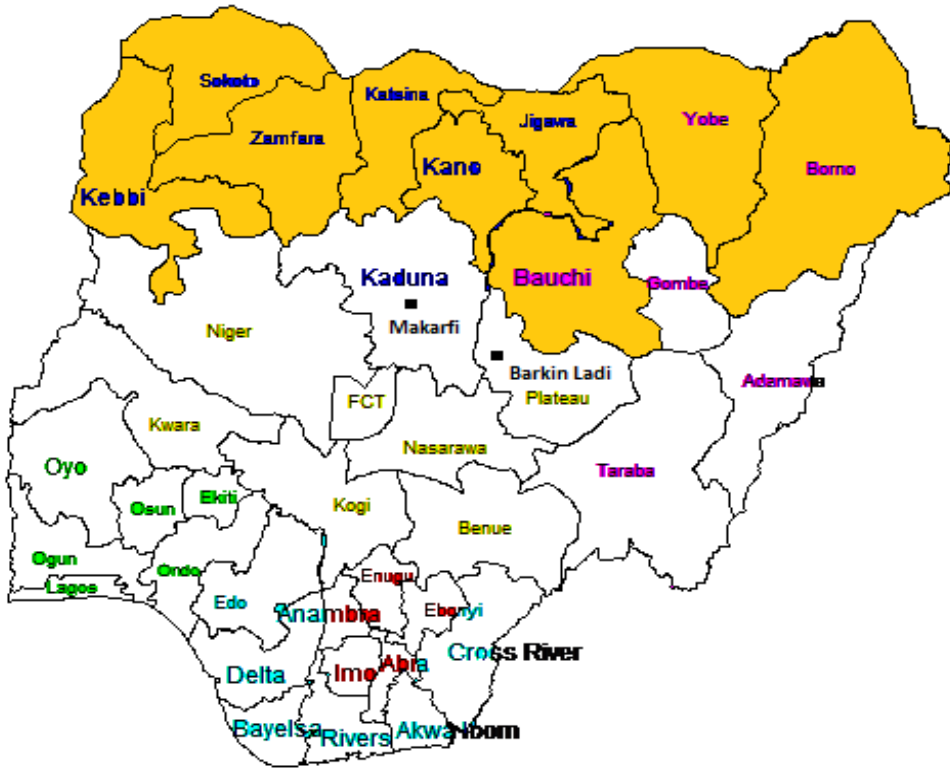 Sokoto
Katsina
Jigawa
Yobe
Zamfara
Kano
Borno
Kebbi
Bauchi
Kaduna
Gombe
Makarfi
Niger
Barkin Ladi
Adamawa
FCT
Plateau
Kwara
Nasarawa
Oyo
Taraba
Ekiti
Osun
Kogi
Benue
Ogun
Ondo
Enugu
Lagos
Edo
Anambra
Ebonyi
Cross River
Delta
Imo
Abra
Bayelsa
Rivers
Akwa Nbom